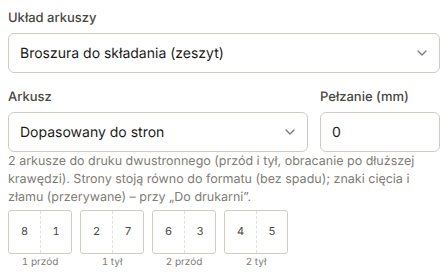 Układ arkuszy
Broszura do składania (zeszyt)
Arkusz Pełzanie (mm)
Dopasowany do stron 0
2 arkusze do druku dwustronnego (przód i tył, obracanie po dłuższej
krawędzi). Strony stoją równo do formatu (bez spadu); znaki cięcia i
złamu (przerywane) – przy „Do drukarni”.
8 1 2 7 6 3 4 5
1 przód 1 tył 2 przód 2 tył